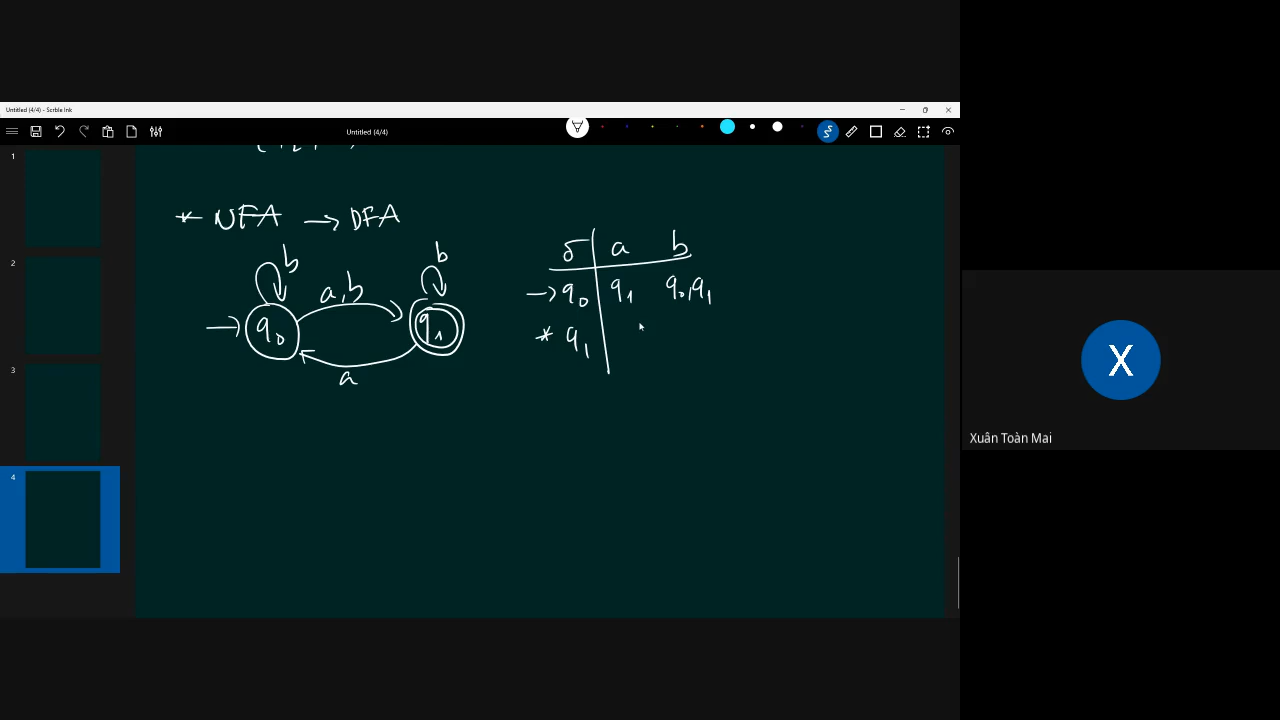 Untitled (4/4) - Scrble Ink
Untitled (4/4)
1
2
3
4
* NFA → DFA
b
b
a,b
→ q0
q1
a
δ a b
→ q0 q1 q0,q1
* q1
X
Xuân Toàn Mai